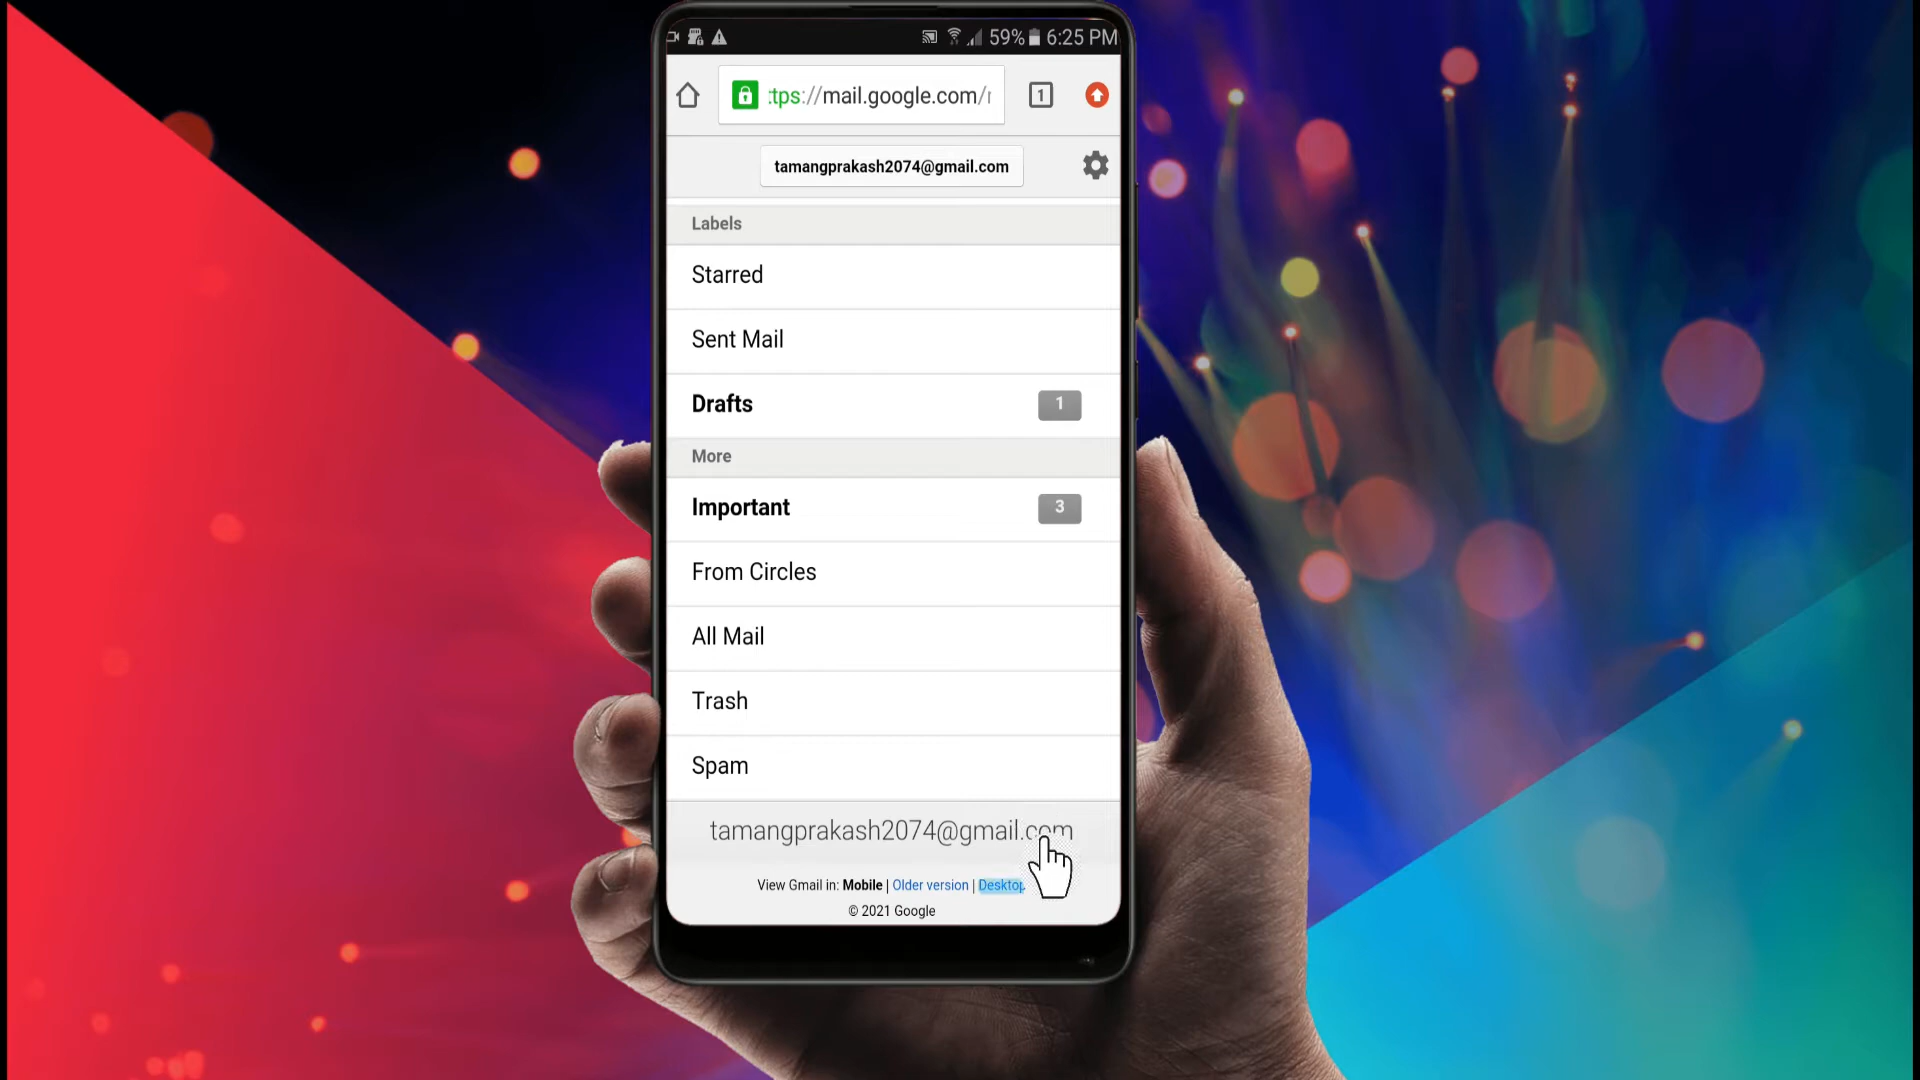 59% 6:25 PM
tps://mail.google.com/
1
tamangprakash2074@gmail.com
Labels
Starred
Sent Mail
Drafts 1
More
Important 3
From Circles
All Mail
Trash
Spam
tamangprakash2074@gmail.com
View Gmail in: Mobile | Older version | Desktop
© 2021 Google